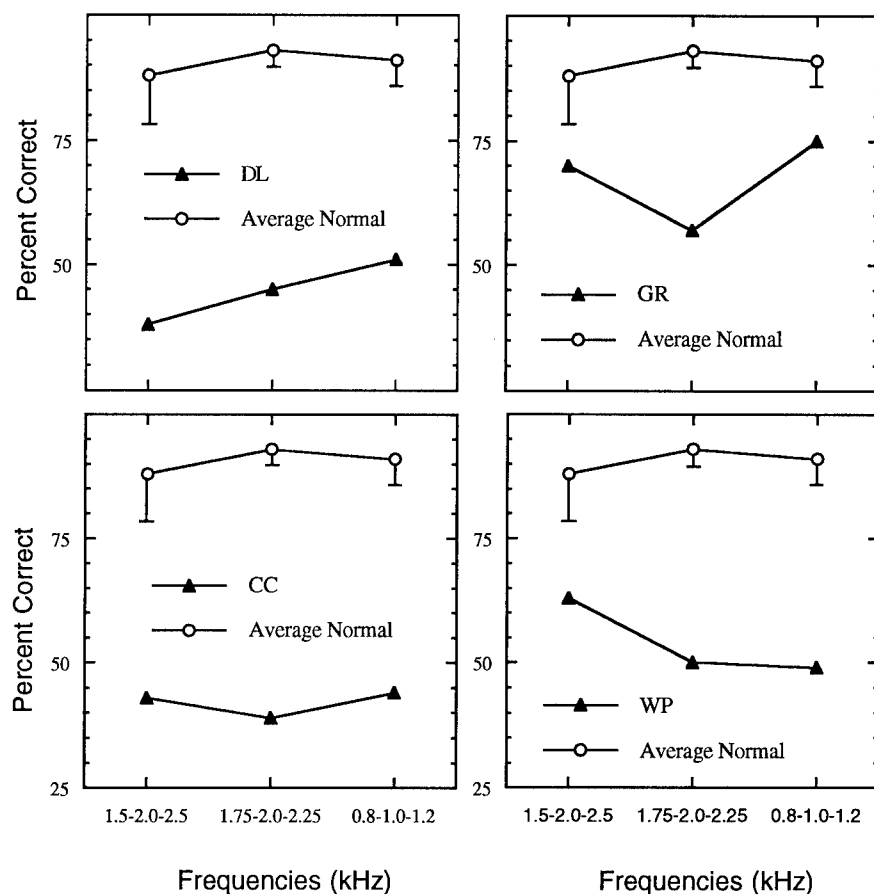 Percent Correct
75
50
DL
Average Normal
75
50
GR
Average Normal
Percent Correct
75
50
25
CC
Average Normal
1.5-2.0-2.5 1.75-2.0-2.25 0.8-1.0-1.2
Frequencies (kHz)
75
50
25
WP
Average Normal
1.5-2.0-2.5 1.75-2.0-2.25 0.8-1.0-1.2
Frequencies (kHz)